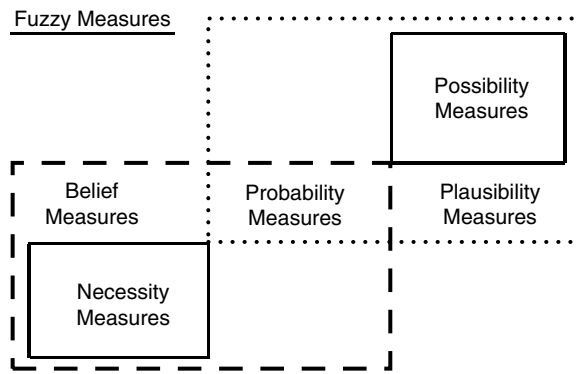 Fuzzy Measures
Possibility
Measures
Belief
Measures
Probability
Measures
Plausibility
Measures
Necessity
Measures